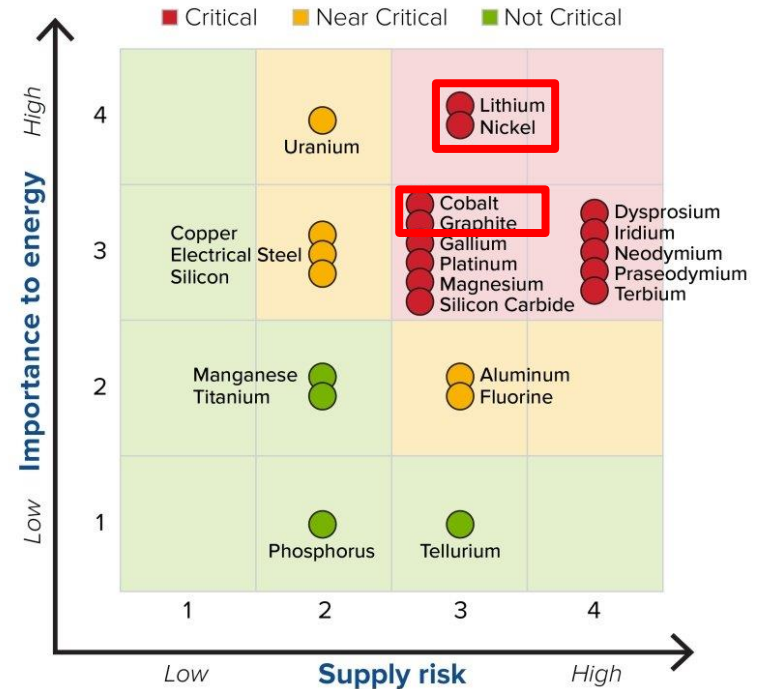 Critical Near Critical Not Critical
High
4
Lithium
Nickel
Uranium
Importance to energy
3
Copper
Electrical Steel
Silicon
Cobalt
Graphite
Gallium
Platinum
Magnesium
Silicon Carbide
Dysprosium
Iridium
Neodymium
Praseodymium
Terbium
2
Manganese
Titanium
Aluminum
Fluorine
Low
1
Phosphorus
Tellurium
1 2 3 4
Low Supply risk High